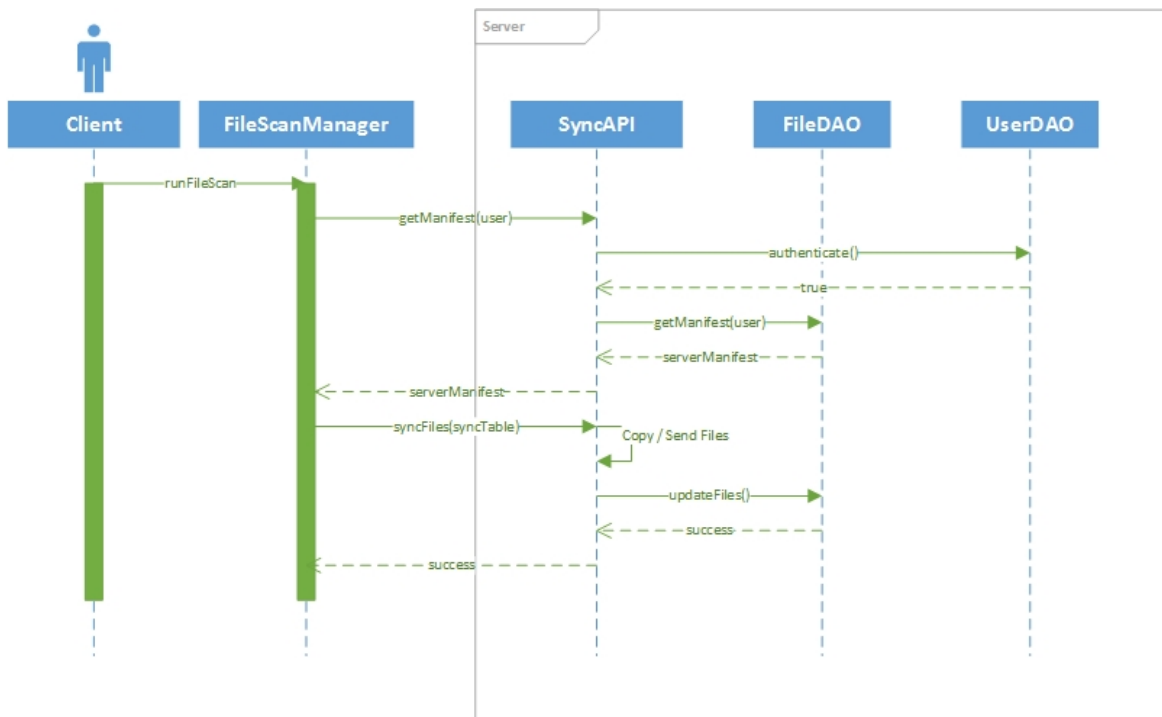 Server
Client
FileScanManager
SyncAPI
FileDAO
UserDAO
runFileScan
getManifest(user)
authenticate()
true
getManifest(user)
serverManifest
serverManifest
syncFiles(syncTable)
Copy / Send Files
updateFiles()
success
success